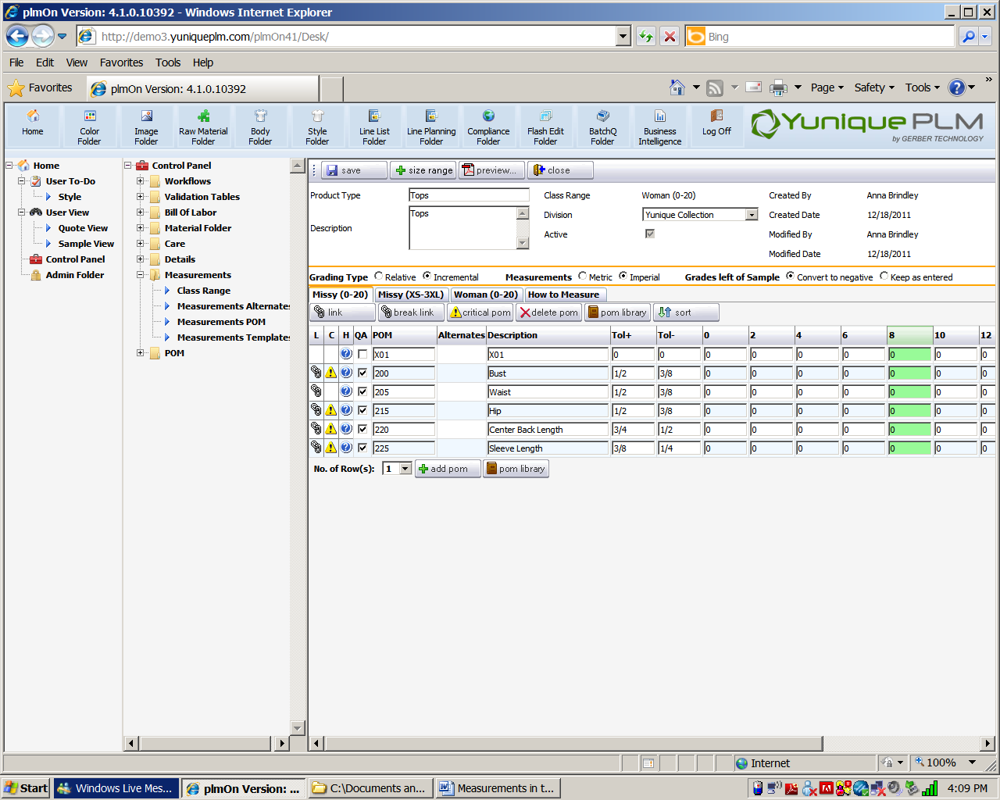 plmOn Version: 4.1.0.10392 - Windows Internet Explorer
http://demo3.yuniqueplm.com/plmOn41/Desk/
Bing
File Edit View Favorites Tools Help
Favorites plmOn Version: 4.1.0.10392 Page Safety Tools »
Home Color Folder Image Folder Raw Material Folder Body Folder Style Folder Line List Folder Line Planning Folder Compliance Folder Flash Edit Folder BatchQ Folder Business Intelligence Log Off
Yunique PLM
by GERBER TECHNOLOGY
Home
User To-Do
Style
User View
Quote View
Sample View
Control Panel
Admin Folder
Control Panel
Workflows
Validation Tables
Bill Of Labor
Material Folder
Care
Details
Measurements
Class Range
Measurements Alternates
Measurements POM
Measurements Templates
POM
save size range preview... close
Product Type Tops Class Range Woman (0-20) Created By Anna Brindley
Description Tops Division Yunique Collection Created Date 12/18/2011
Active Modified By Anna Brindley
Modified Date 12/18/2011
Grading Type Relative Incremental Measurements Metric Imperial Grades left of Sample Convert to negative Keep as entered
Missy (0-20) Missy (XS-3XL) Woman (0-20) How to Measure
link break link critical pom delete pom pom library sort
L C H QA POM Alternates Description Tol+ Tol- 0 2 4 6 8 10 12
X01 X01 0 0 0 0 0 0 0 0 0
200 Bust 1/2 3/8 0 0 0 0 0 0 0
205 Waist 1/2 3/8 0 0 0 0 0 0 0
215 Hip 1/2 3/8 0 0 0 0 0 0 0
220 Center Back Length 3/4 1/2 0 0 0 0 0 0 0
225 Sleeve Length 3/8 1/4 0 0 0 0 0 0 0
No. of Row(s): 1 add pom pom library
Internet 100%
Start Windows Live Mes... plmOn Version: ... C:\Documents an... Measurements in t... 4:09 PM